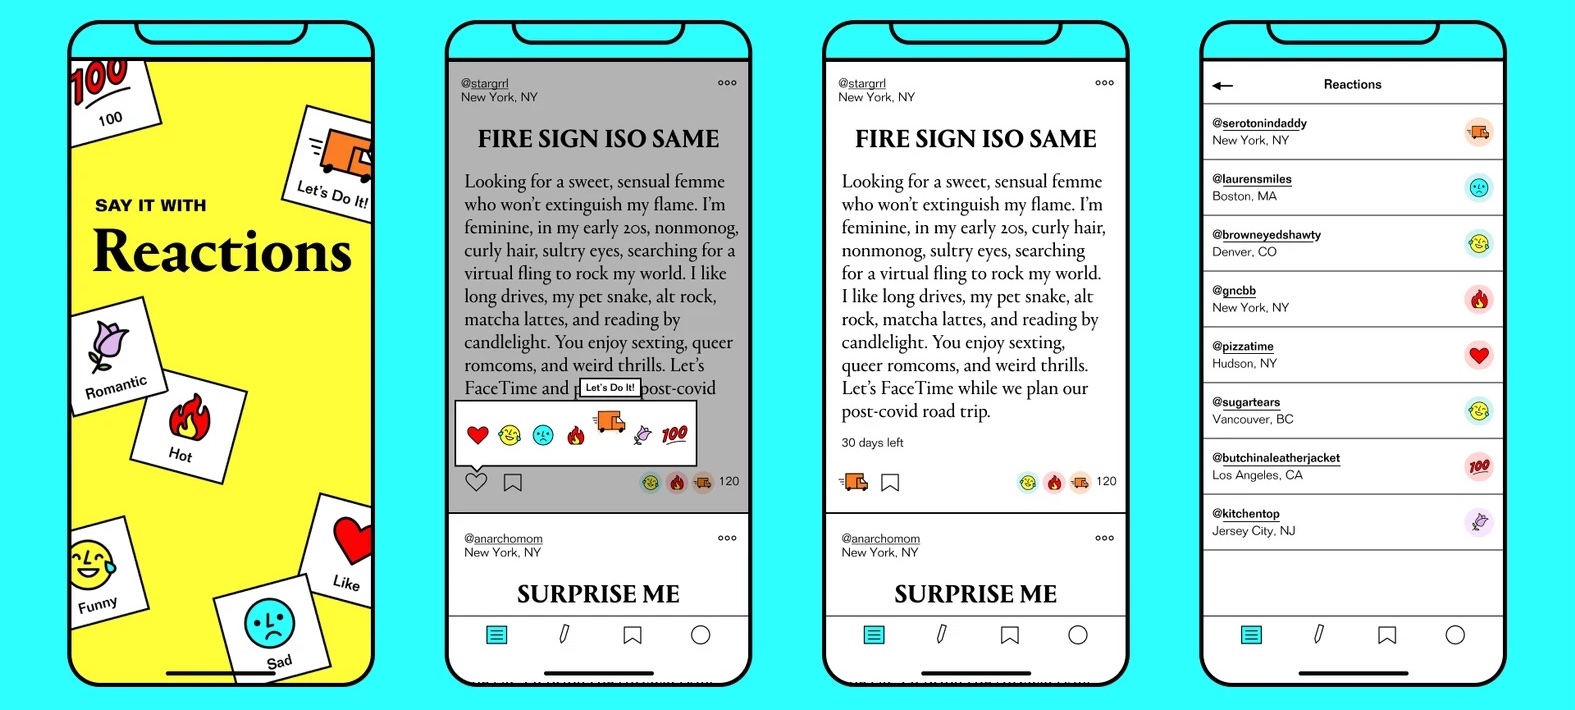 100
100
Let's Do It!
SAY IT WITH
Reactions
Romantic
Hot
Like
Funny
Sad
@stargrrl
New York, NY
FIRE SIGN ISO SAME
Looking for a sweet, sensual femme
who won't extinguish my flame. I'm
feminine, in my early 20s, nonmonog,
curly hair, sultry eyes, searching for a
virtual fling to rock my world. I like
long drives, my pet snake, alt rock,
matcha lattes, and reading by
candlelight. You enjoy sexting, queer
romcoms, and weird thrills. Let's
FaceTime and post-covid
Let's Do It!
100
120
@anarchomom
New York, NY
SURPRISE ME
@stargrrl
New York, NY
FIRE SIGN ISO SAME
Looking for a sweet, sensual femme
who won't extinguish my flame. I'm
feminine, in my early 20s, curly hair,
nonmonog, sultry eyes, searching
for a virtual fling to rock my world.
I like long drives, my pet snake, alt
rock, matcha lattes, and reading by
candlelight. You enjoy sexting,
queer romcoms, and weird thrills.
Let's FaceTime while we plan our
post-covid road trip.
30 days left
120
@anarchomom
New York, NY
SURPRISE ME
Reactions
@serotonindaddy
New York, NY
@laurensmiles
Boston, MA
@browneyedshawty
Denver, CO
@gncbb
New York, NY
@pizzatime
Hudson, NY
@sugartears
Vancouver, BC
@butchinaleatherjacket
Los Angeles, CA
100
@kitchentop
Jersey City, NJ